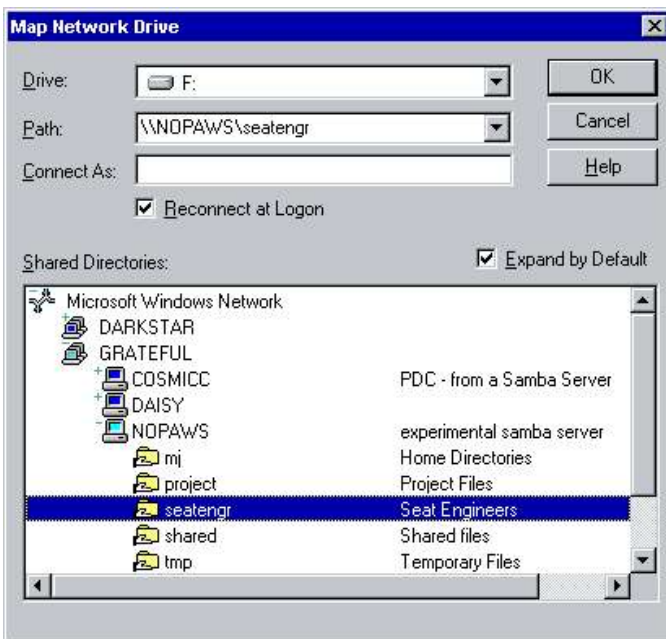 Map Network Drive
Drive: F: OK
Path: \\NOPAWS\seatengr Cancel
Connect As: Help
Reconnect at Logon
Shared Directories: Expand by Default
Microsoft Windows Network
DARKSTAR
GRATEFUL
COSMICC PDC - from a Samba Server
DAISY
NOPAWS experimental samba server
mj Home Directories
project Project Files
seatengr Seat Engineers
shared Shared files
tmp Temporary Files